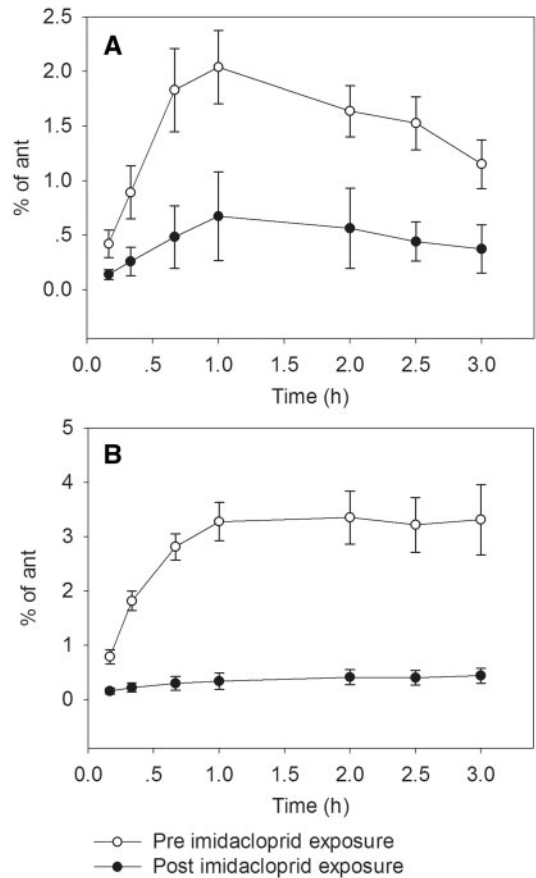 A
2.5
2.0
1.5
1.0
.5
0.0
% of ant
0.0 .5 1.0 1.5 2.0 2.5 3.0
Time (h)
B
5
4
3
2
1
0
% of ant
0.0 .5 1.0 1.5 2.0 2.5 3.0
Time (h)
Pre imidacloprid exposure
Post imidacloprid exposure